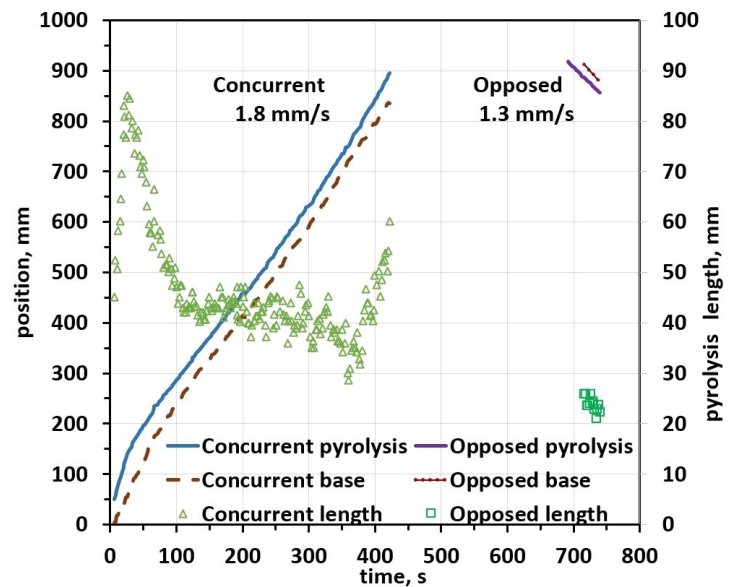 1000
900
800
700
600
500
400
300
200
100
0
position, mm
100
90
80
70
60
50
40
30
20
10
0
pyrolysis length, mm
Concurrent
1.8 mm/s
Opposed
1.3 mm/s
Concurrent pyrolysis
Opposed pyrolysis
Concurrent base
Opposed base
Concurrent length
Opposed length
0 100 200 300 400 500 600 700 800
time, s